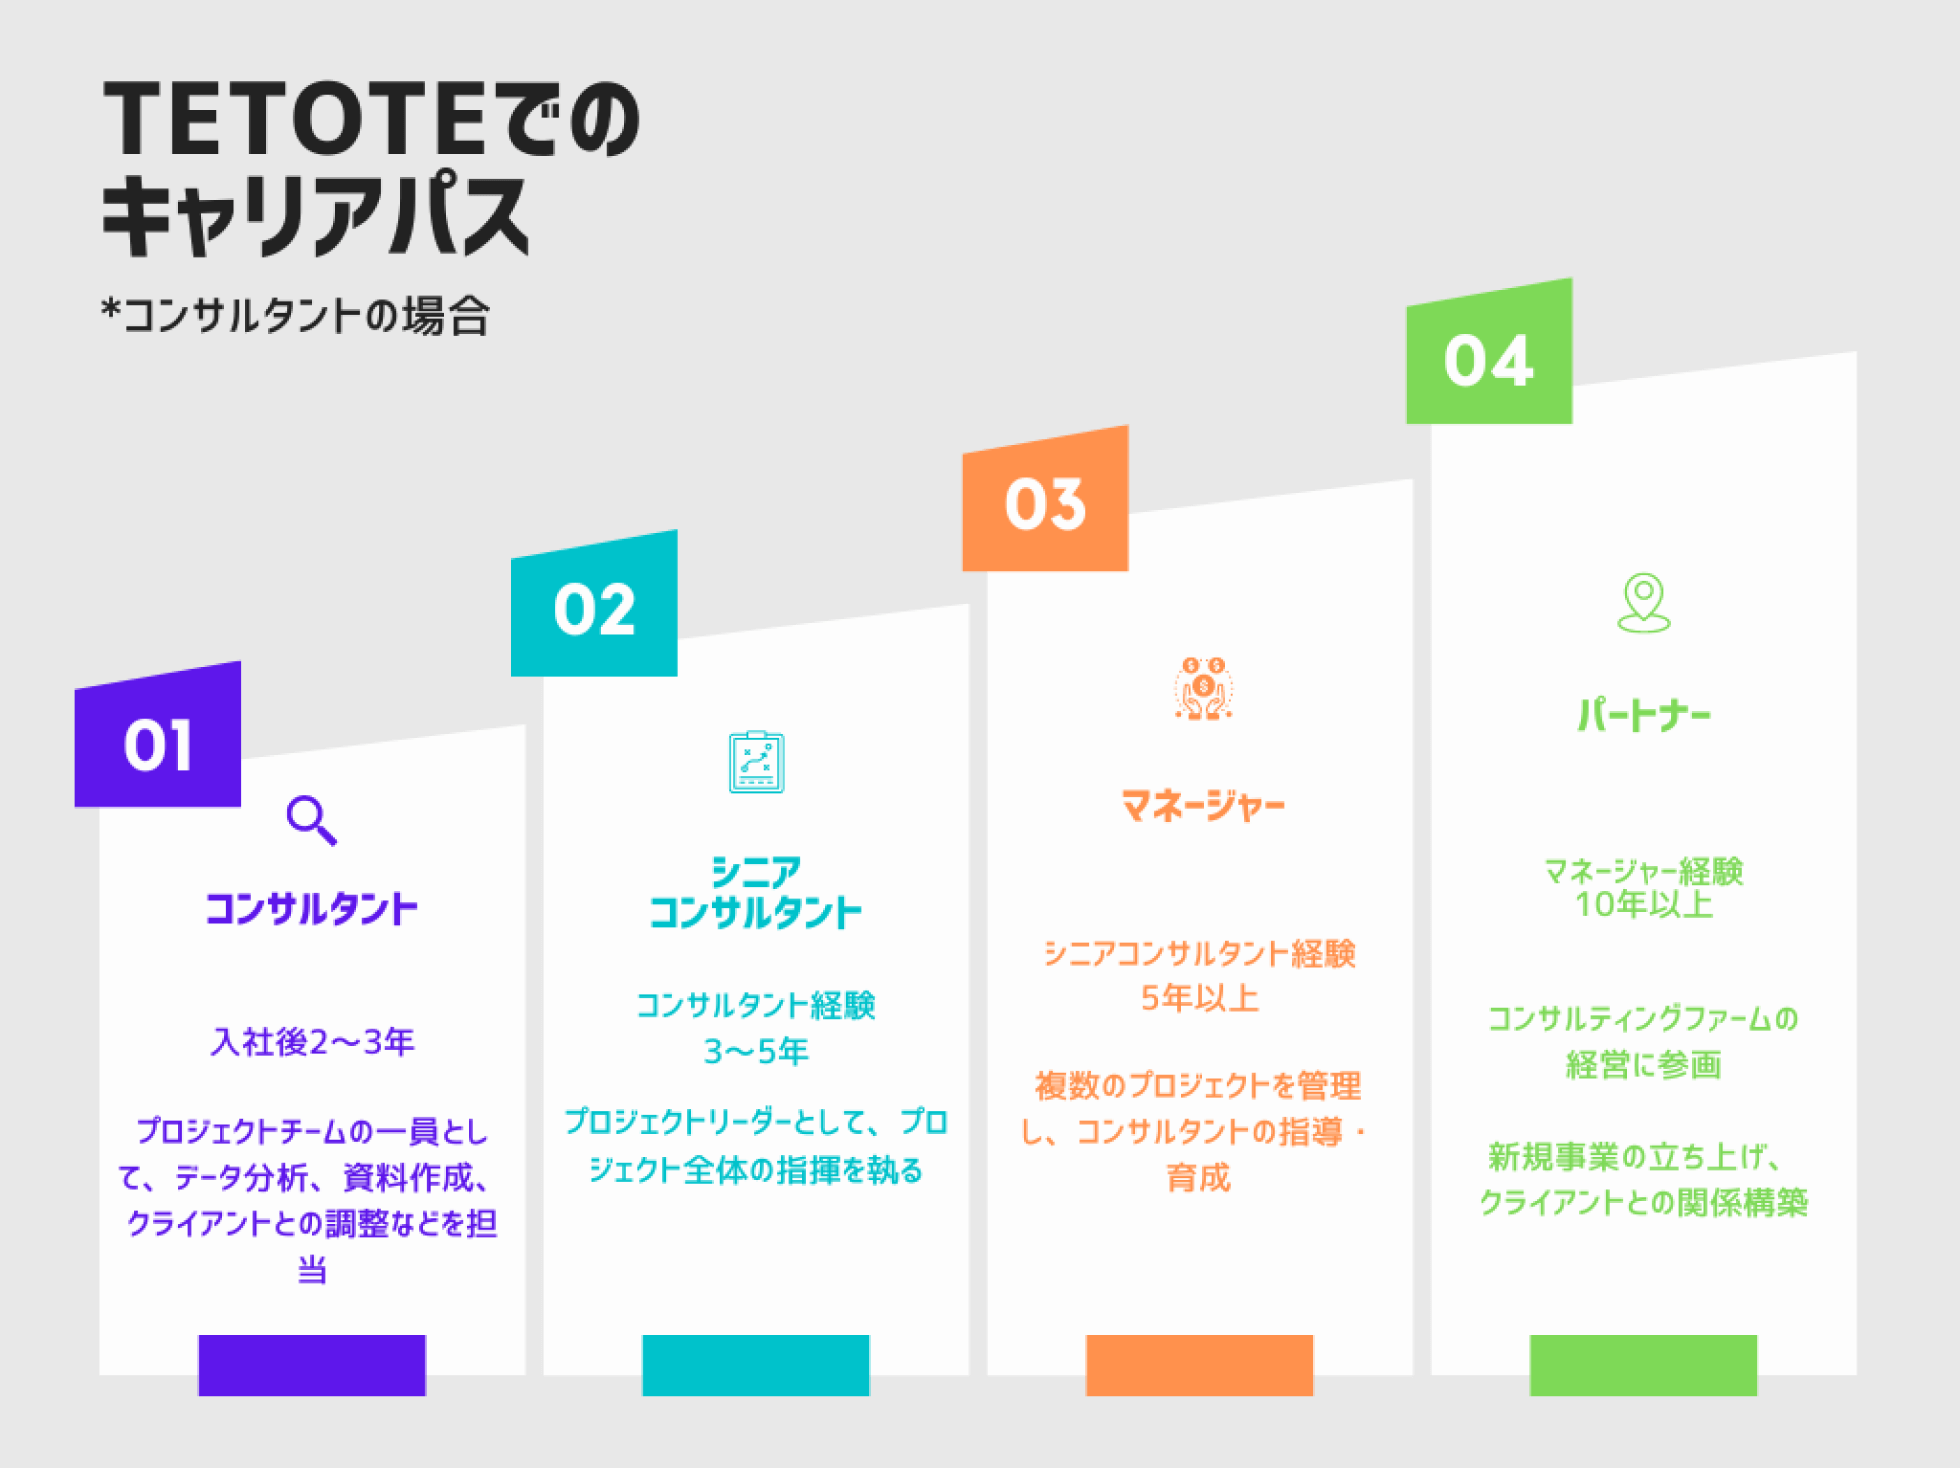 TETOTEでの
キャリアパス
*コンサルタントの場合
01
コンサルタント
入社後2〜3年
プロジェクトチームの一員とし
て、データ分析、資料作成、
クライアントとの調整などを担
当
02
シニア
コンサルタント
コンサルタント経験
3〜5年
プロジェクトリーダーとして、プロ
ジェクト全体の指揮を執る
03
マネージャー
シニアコンサルタント経験
5年以上
複数のプロジェクトを管理
し、コンサルタントの指導・
育成
04
パートナー
マネージャー経験
10年以上
コンサルティングファームの
経営に参画
新規事業の立ち上げ、
クライアントとの関係構築